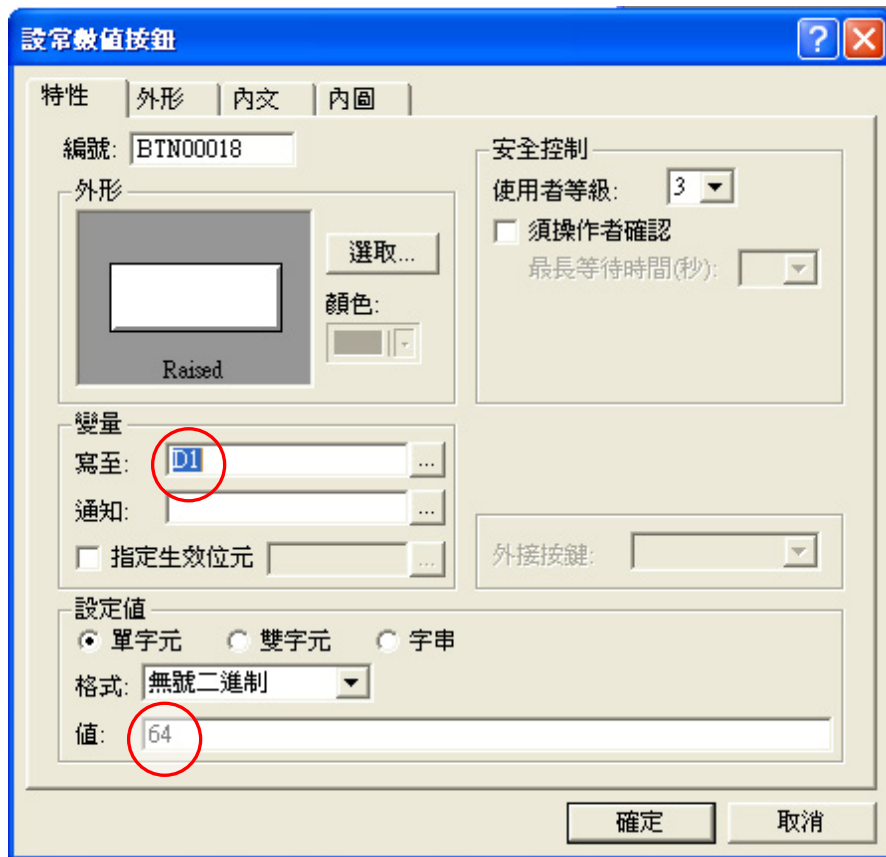 設常數值按鈕
特性 外形 內文 內圖
編號: BTN00018
外形
選取...
顏色:
Raised
安全控制
使用者等級: 3
須操作者確認
最長等待時間(秒):
變量
寫至: D1 ...
通知: ...
指定生效位元 ...
外接按鍵:
設定值
單字元 雙字元 字串
格式: 無號二進制
值: 64
確定 取消